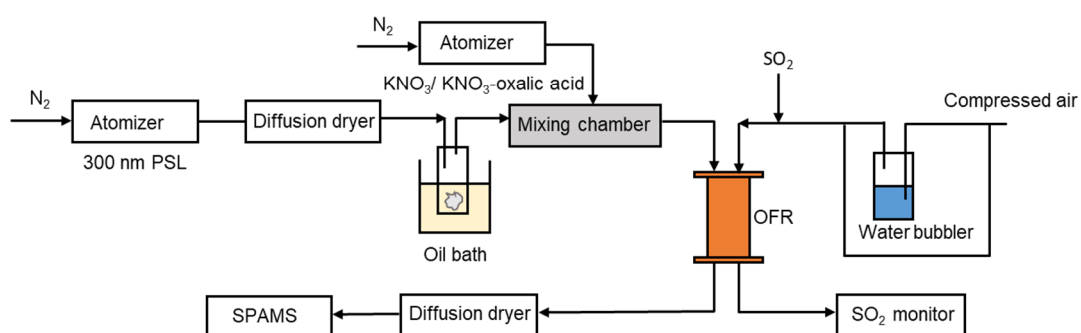 N₂
Atomizer
KNO₃/ KNO₃-oxalic acid
SO₂
Compressed air
N₂
Atomizer
300 nm PSL
Diffusion dryer
Mixing chamber
Oil bath
OFR
Water bubbler
SPAMS
Diffusion dryer
SO₂ monitor